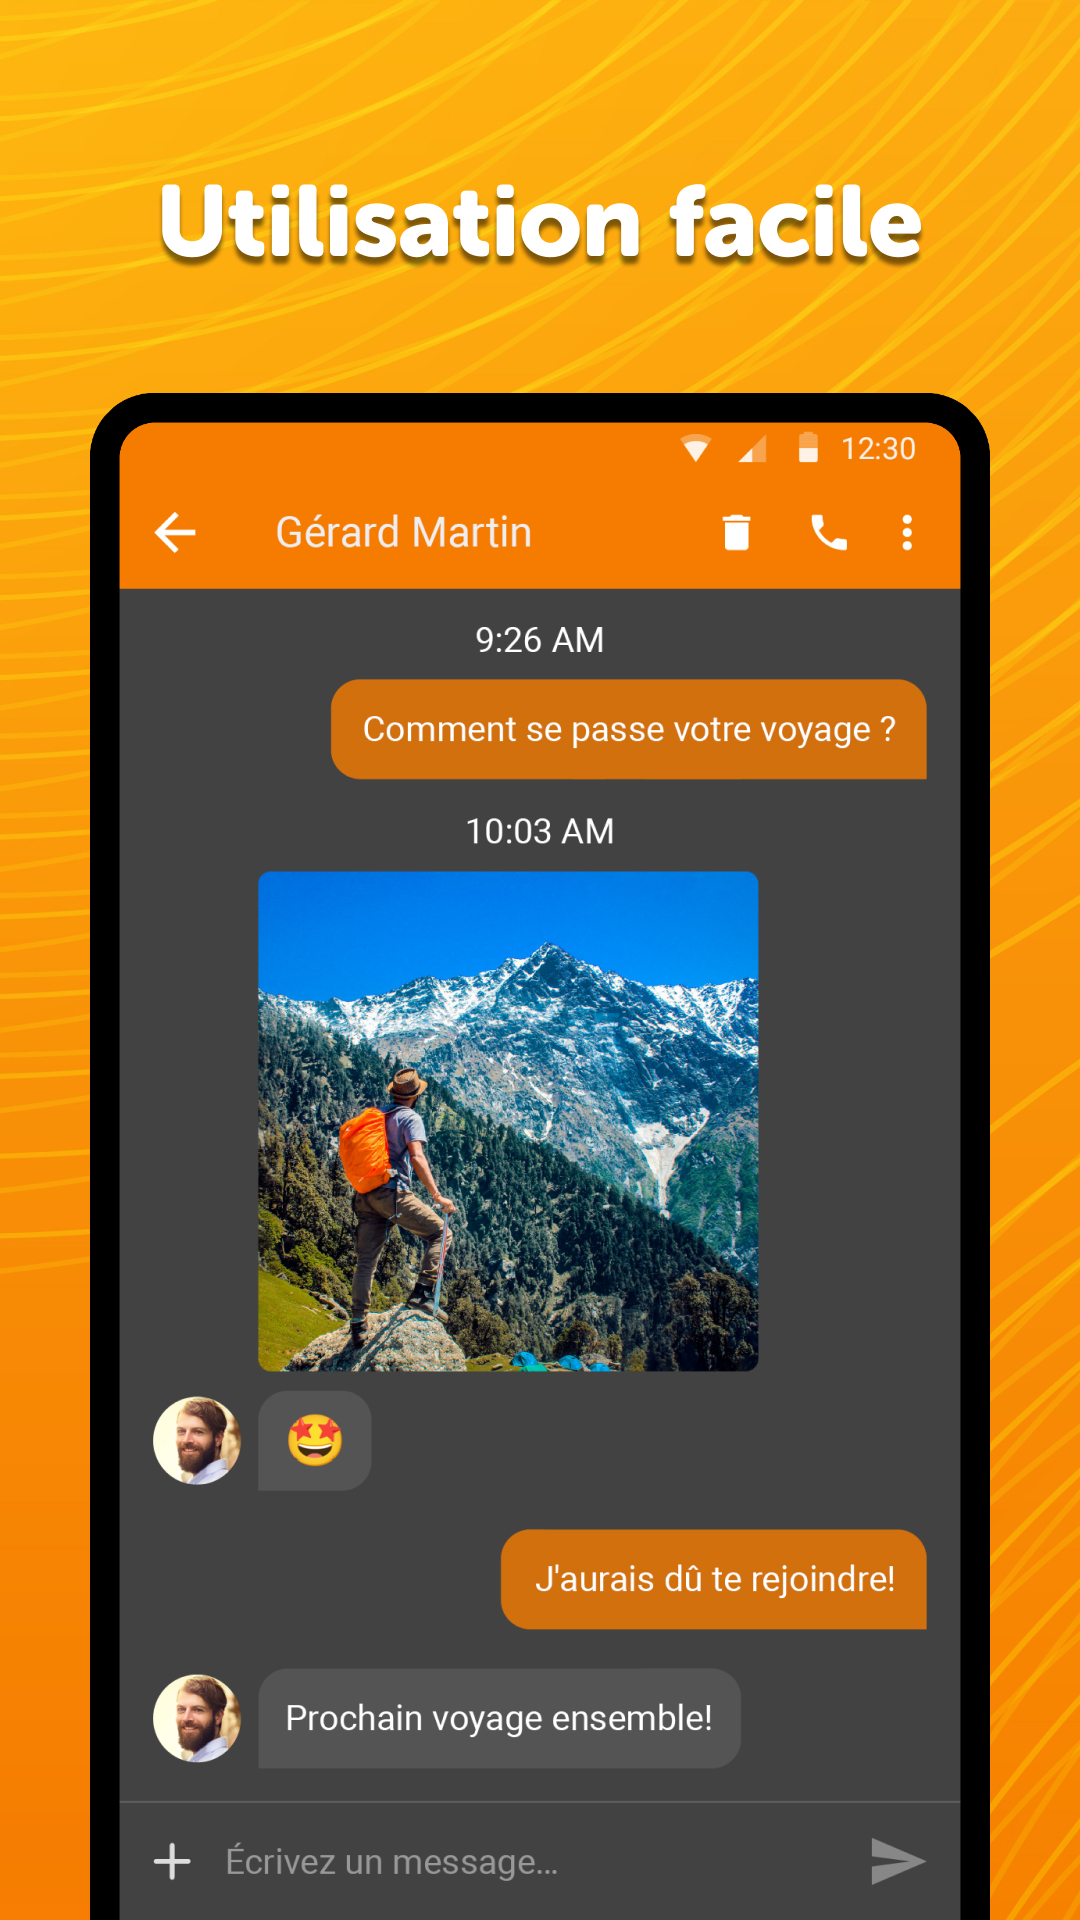 Utilisation facile
12:30
Gérard Martin
9:26 AM
Comment se passe votre voyage ?
10:03 AM
J'aurais dû te rejoindre!
Prochain voyage ensemble!
Écrivez un message...